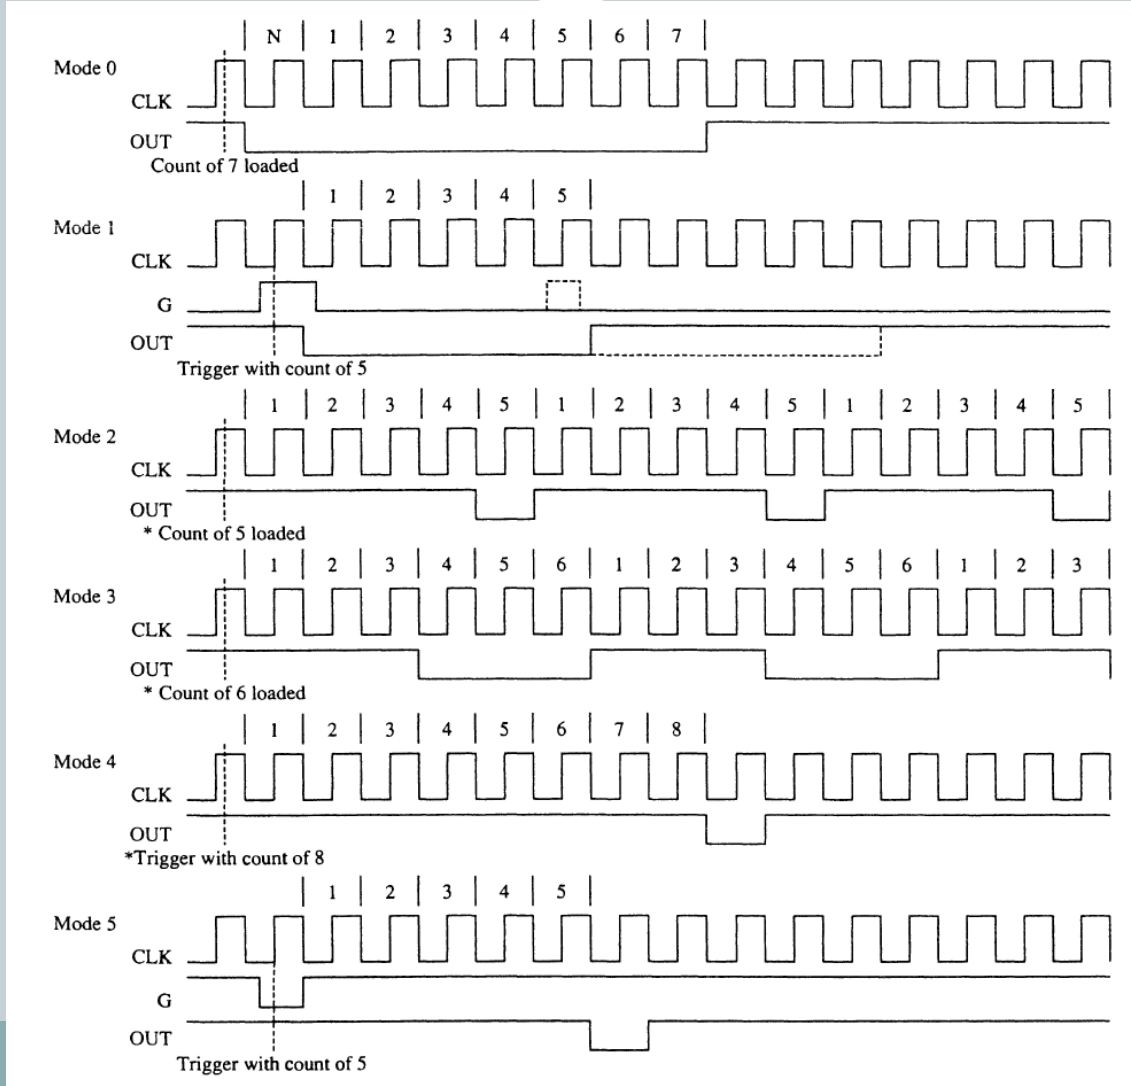 N 1 2 3 4 5 6 7
Mode 0
CLK
OUT
Count of 7 loaded
1 2 3 4 5
Mode 1
CLK
G
OUT
Trigger with count of 5
1 2 3 4 5 1 2 3 4 5 1 2 3 4 5
Mode 2
CLK
OUT
* Count of 5 loaded
1 2 3 4 5 6 1 2 3 4 5 6 1 2 3
Mode 3
CLK
OUT
* Count of 6 loaded
1 2 3 4 5 6 7 8
Mode 4
CLK
OUT
*Trigger with count of 8
1 2 3 4 5
Mode 5
CLK
G
OUT
Trigger with count of 5